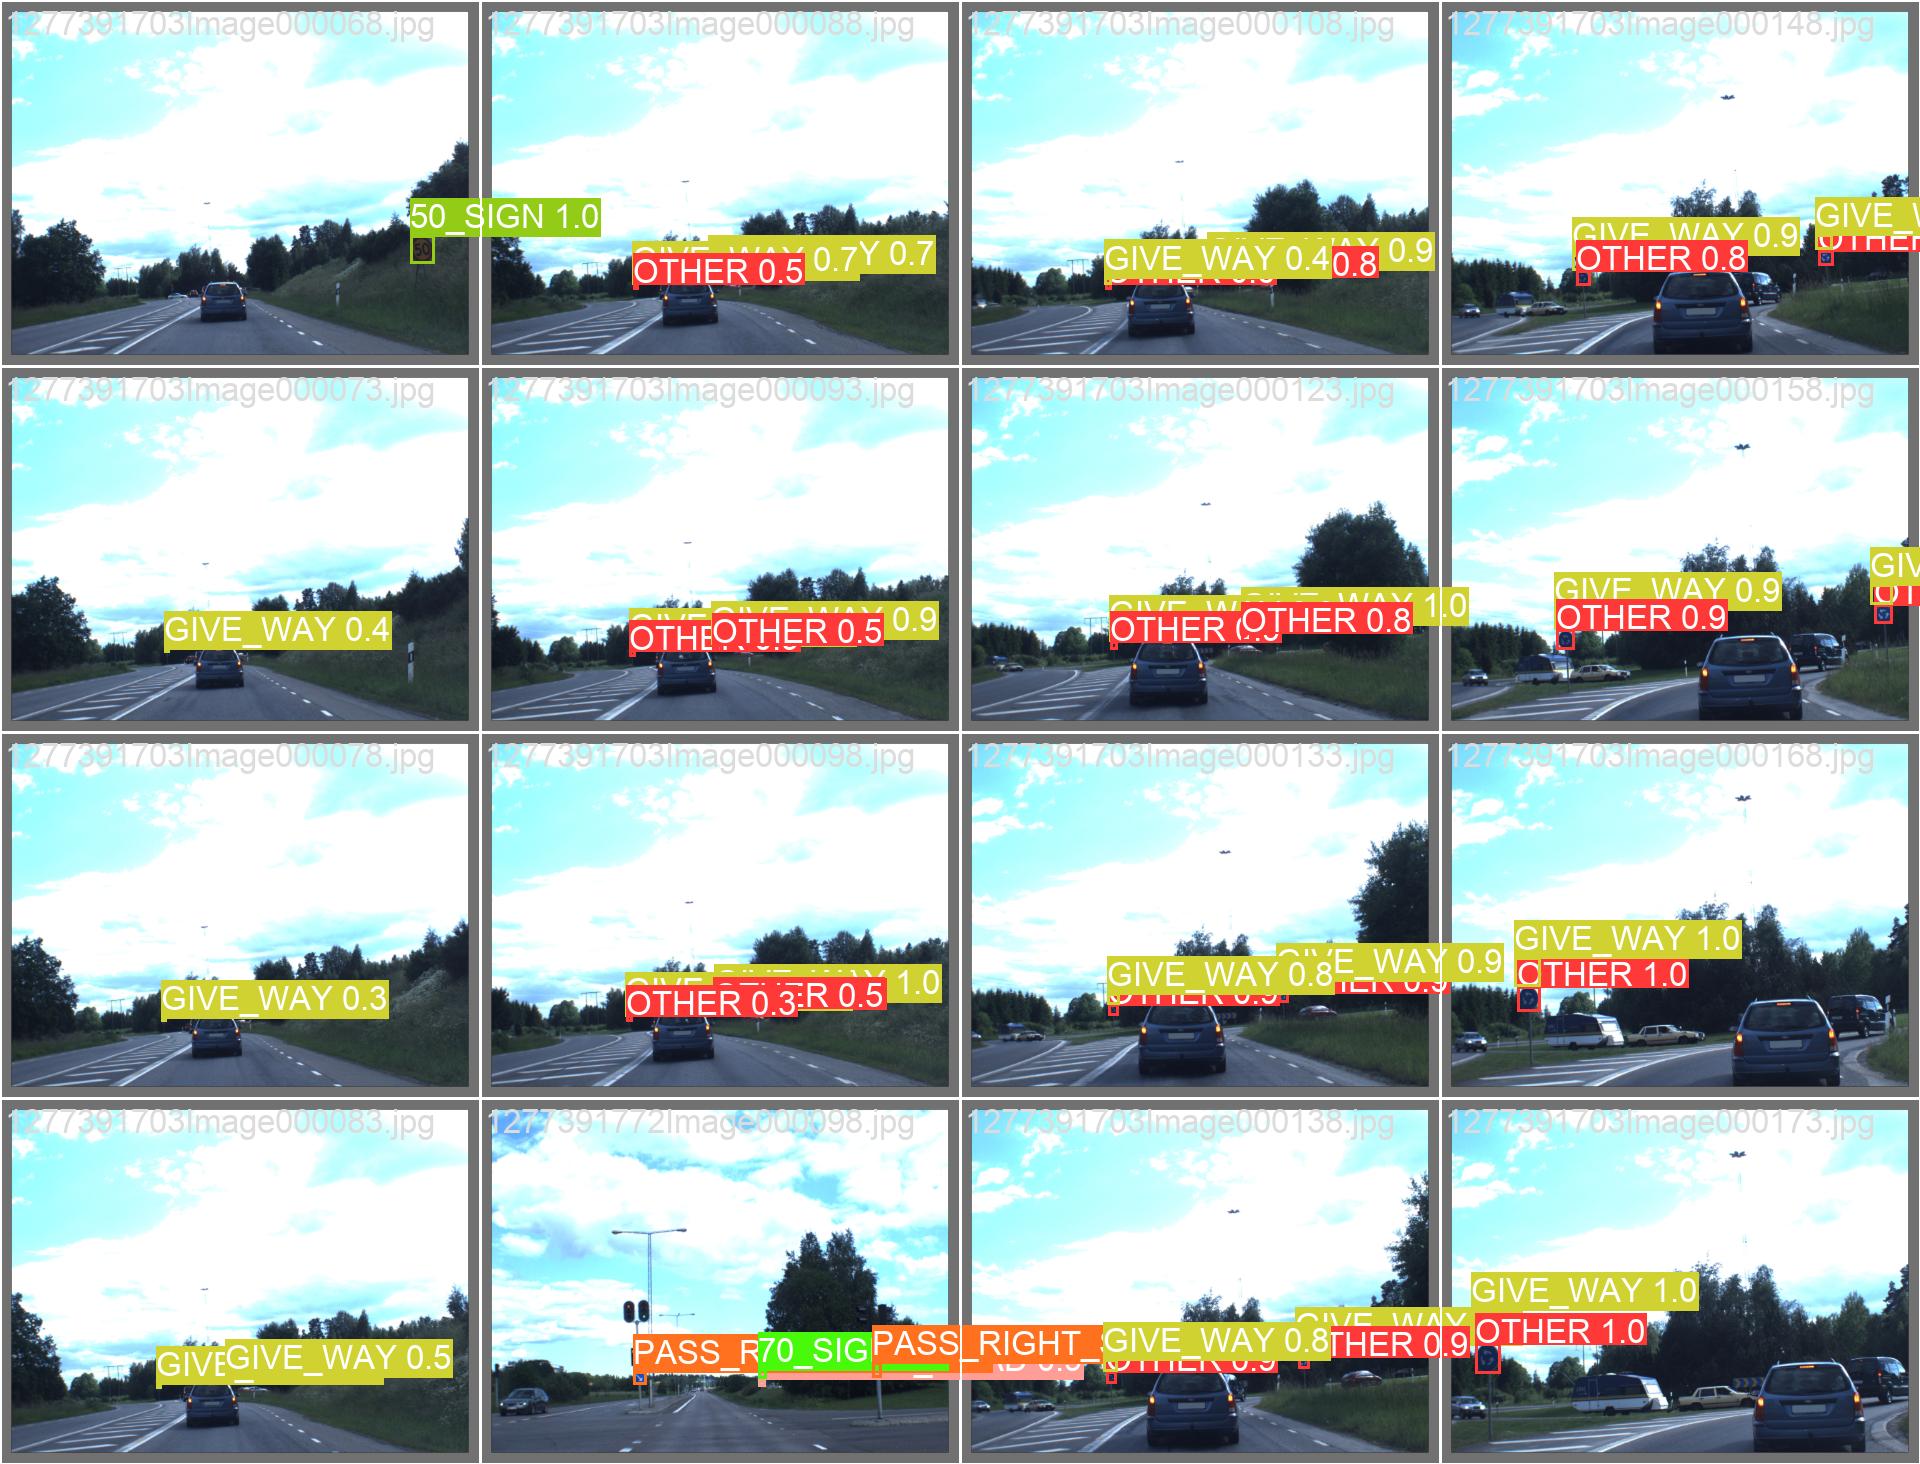 1277391703Image000068.jpg
50_SIGN 1.0
50
1277391703Image000088.jpg
0.7 Y 0.7
OTHER 0.5
1277391703Image000108.jpg
0.9
GIVE_WAY 0.4
0.8
1277391703Image000148.jpg
GIVE_WAY 0.9
OTHER 0.8
1277391703Image000073.jpg
GIVE_WAY 0.4
1277391703Image000093.jpg
0.9
OTHER 0.5
1277391703Image000123.jpg
1.0
OTHER 0.8
1277391703Image000158.jpg
GIVE_WAY 0.9
OTHER 0.9
1277391703Image000078.jpg
GIVE_WAY 0.3
1277391703Image000098.jpg
1.0
OTHER 0.3 R 0.5
1277391703Image000133.jpg
GIVE_WAY 0.8 E_WAY 0.9
1277391703Image000168.jpg
GIVE_WAY 1.0
OTHER 1.0
1277391703Image000083.jpg
GIVE GIVE_WAY 0.5
1277391772Image000098.jpg
PASS_R 70_SIG PASS_RIGHT_
1277391703Image000138.jpg
GIVE_WAY 0.8 THER 0.9
1277391703Image000173.jpg
GIVE_WAY 1.0
OTHER 1.0